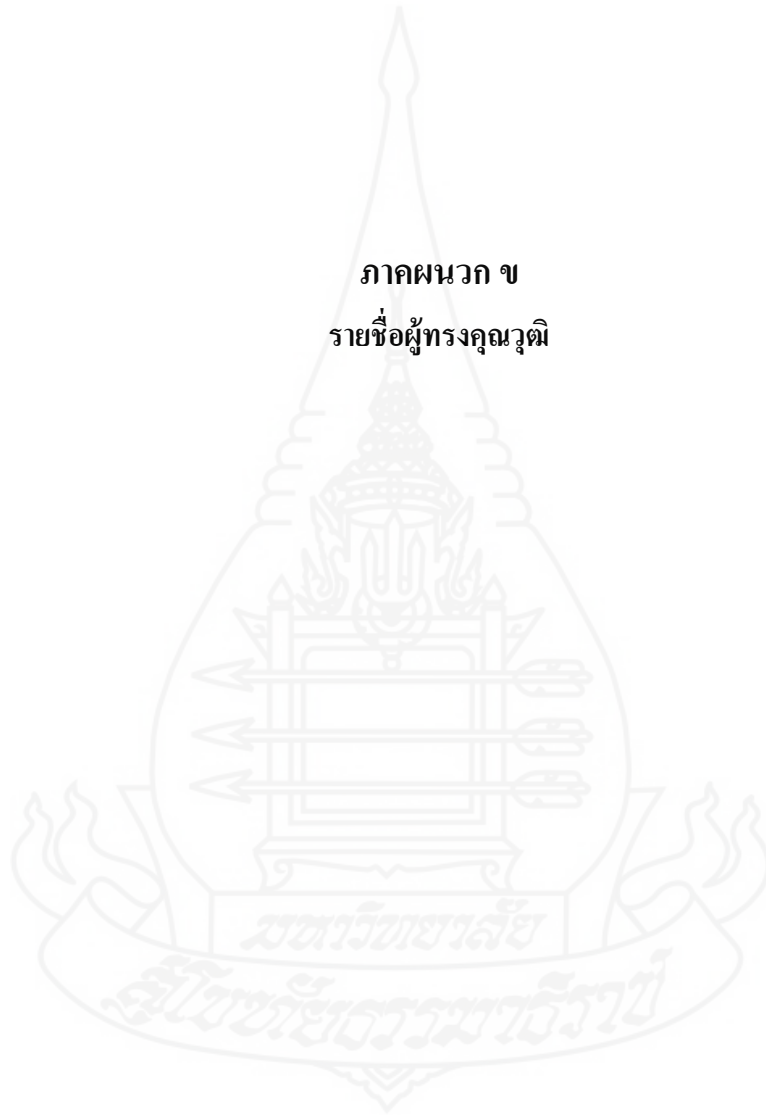 ภาคผนวก ข
รายชื่อผู้ทรงคุณวุฒิ
มหาวิทยาลัย
สุโขทัยธรรมาธิราช